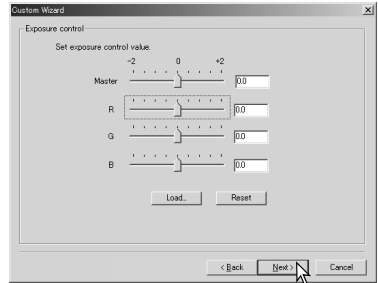 Custom Wizard
Exposure control
Set exposure control value.
-2 0 +2
Master 0.0
R 0.0
G 0.0
B 0.0
Load... Reset
< Back Next > Cancel